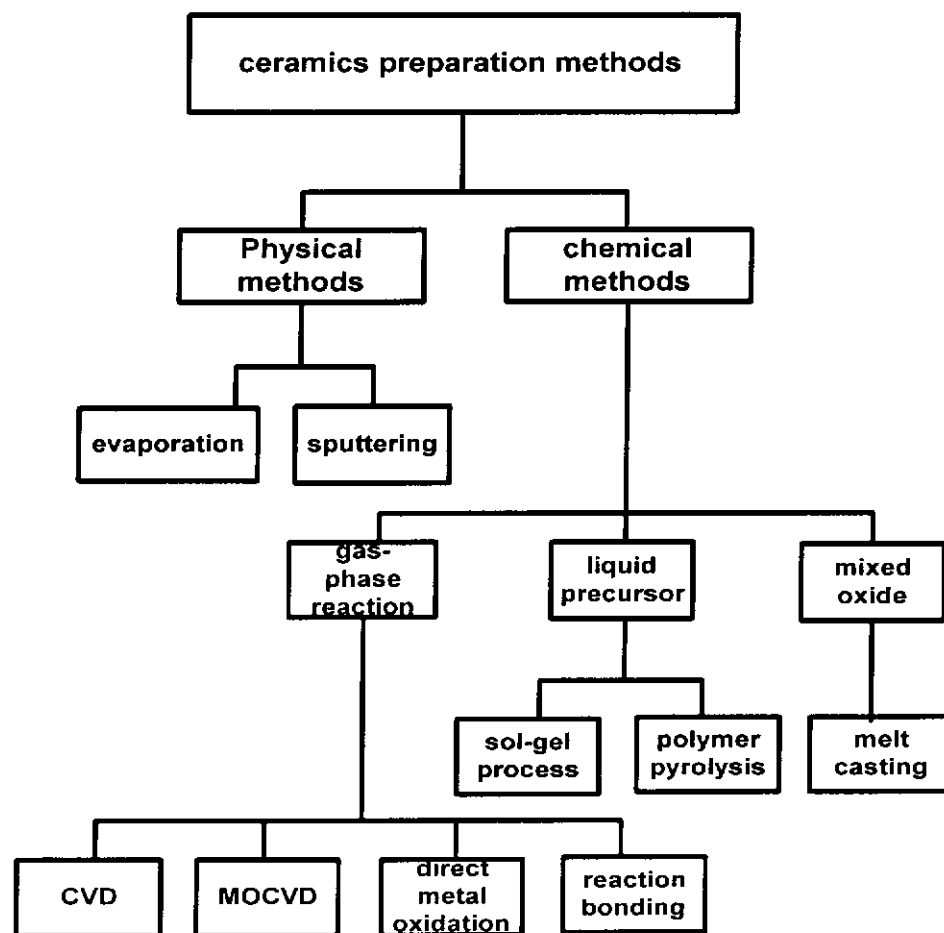 ceramics preparation methods
Physical
methods
chemical
methods
evaporation
sputtering
gas-
phase
reaction
liquid
precursor
mixed
oxide
sol-gel
process
polymer
pyrolysis
melt
casting
CVD
MOCVD
direct
metal
oxidation
reaction
bonding